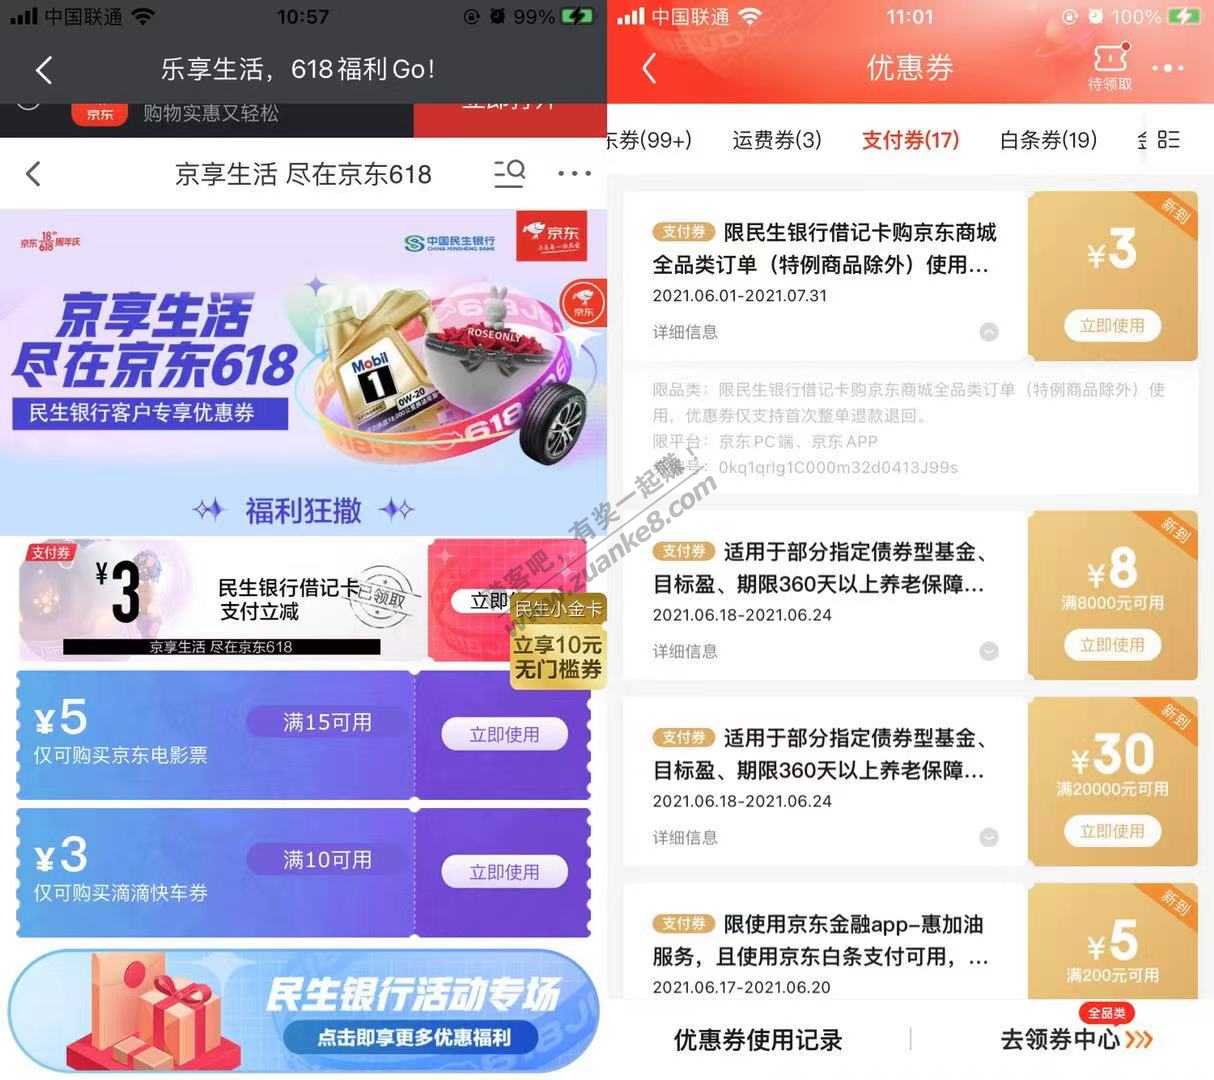 中国联通
10:57
99%
乐享生活，618福利Go！
京东
购物实惠又轻松
京享生活 尽在京东618
京东18th618周年庆
中国民生银行
CHINA MINSHENG BANK
京东
京享生活
尽在京东618
民生银行客户专享优惠券
Mobil
1
0W-20
ROSEONLY
618
京东
福利狂撒
支付券
¥3
民生银行借记卡
支付立减
已领取
京享生活 尽在京东618
民生小金卡
立享10元
无门槛券
¥5
满15可用
仅可购买京东电影票
立即使用
¥3
满10可用
仅可购买滴滴快车券
立即使用
民生银行活动专场
点击即享更多优惠福利
中国联通
11:01
100%
优惠券
待领取
东券(99+)
运费券(3)
支付券(17)
白条券(19)
支付券 限民生银行借记卡购京东商城
全品类订单（特例商品除外）使用...
2021.06.01-2021.07.31
详细信息
新到
¥3
立即使用
限品类：限民生银行借记卡购京东商城全品类订单（特例商品除外）使
用，优惠券仅支持首次整单退款退回。
限平台：京东PC端、京东APP
号：0kq1qrlg1C000m32d0413J99s
支付券 适用于部分指定债券型基金、
目标盈、期限360天以上养老保障...
2021.06.18-2021.06.24
详细信息
新到
¥8
满8000元可用
立即使用
支付券 适用于部分指定债券型基金、
目标盈、期限360天以上养老保障...
2021.06.18-2021.06.24
详细信息
新到
¥30
满20000元可用
立即使用
支付券 限使用京东金融app-惠加油
服务，且使用京东白条支付可用，...
2021.06.17-2021.06.20
新到
¥5
满200元可用
优惠券使用记录
全品类
去领券中心
赚客吧，有奖一起赚！
www.zuanke8.com